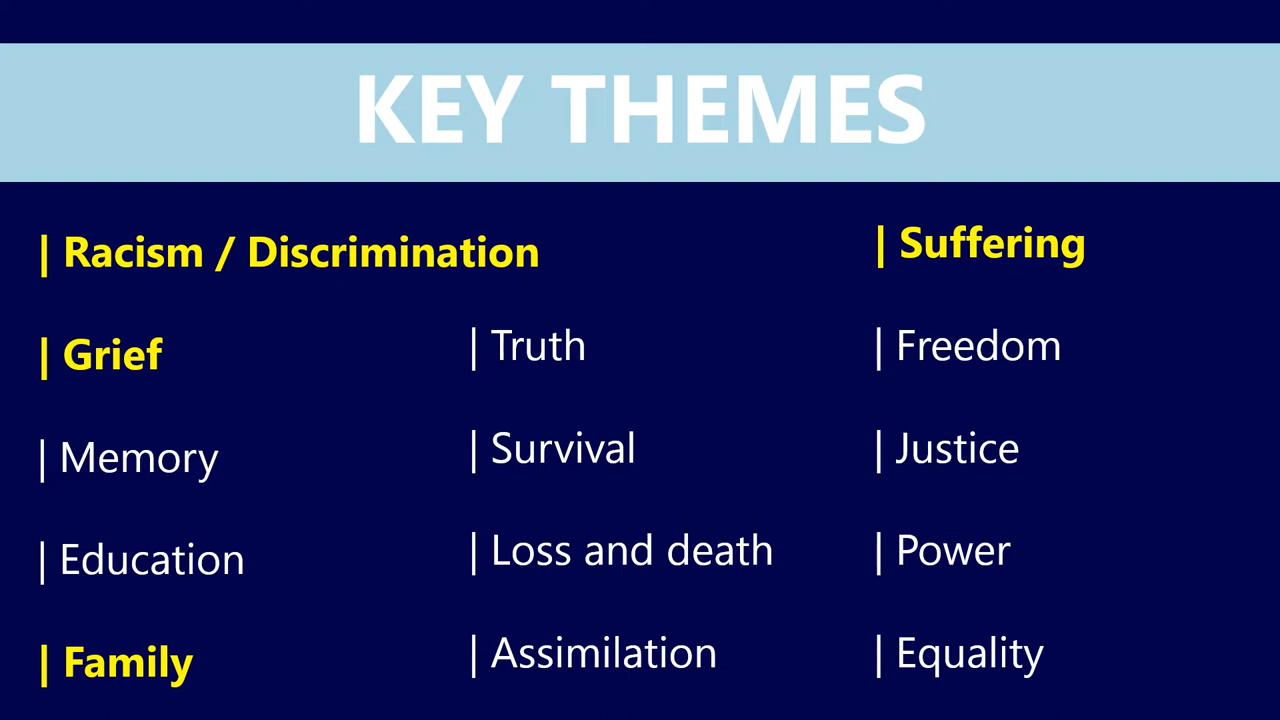 KEY THEMES
| Racism / Discrimination
| Grief
| Memory
| Education
| Family
| Truth
| Survival
| Loss and death
| Assimilation
| Suffering
| Freedom
| Justice
| Power
| Equality